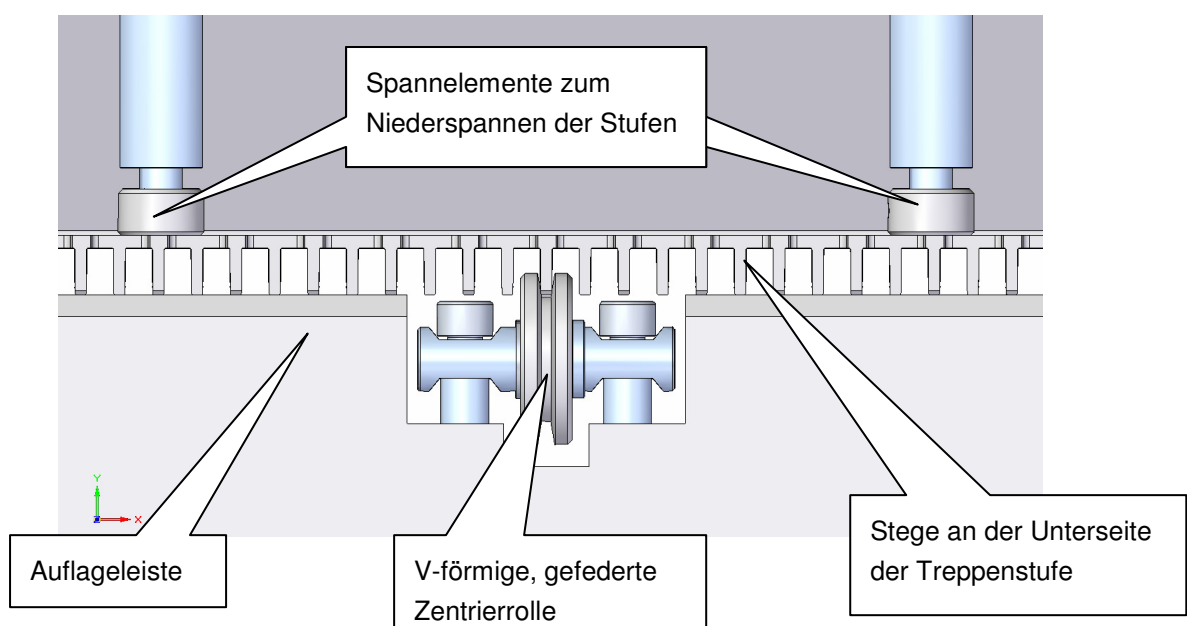 Spannelemente zum
Niederspannen der Stufen
Y
X
Auflageleiste
V-förmige, gefederte
Zentrierrolle
Stege an der Unterseite
der Treppenstufe